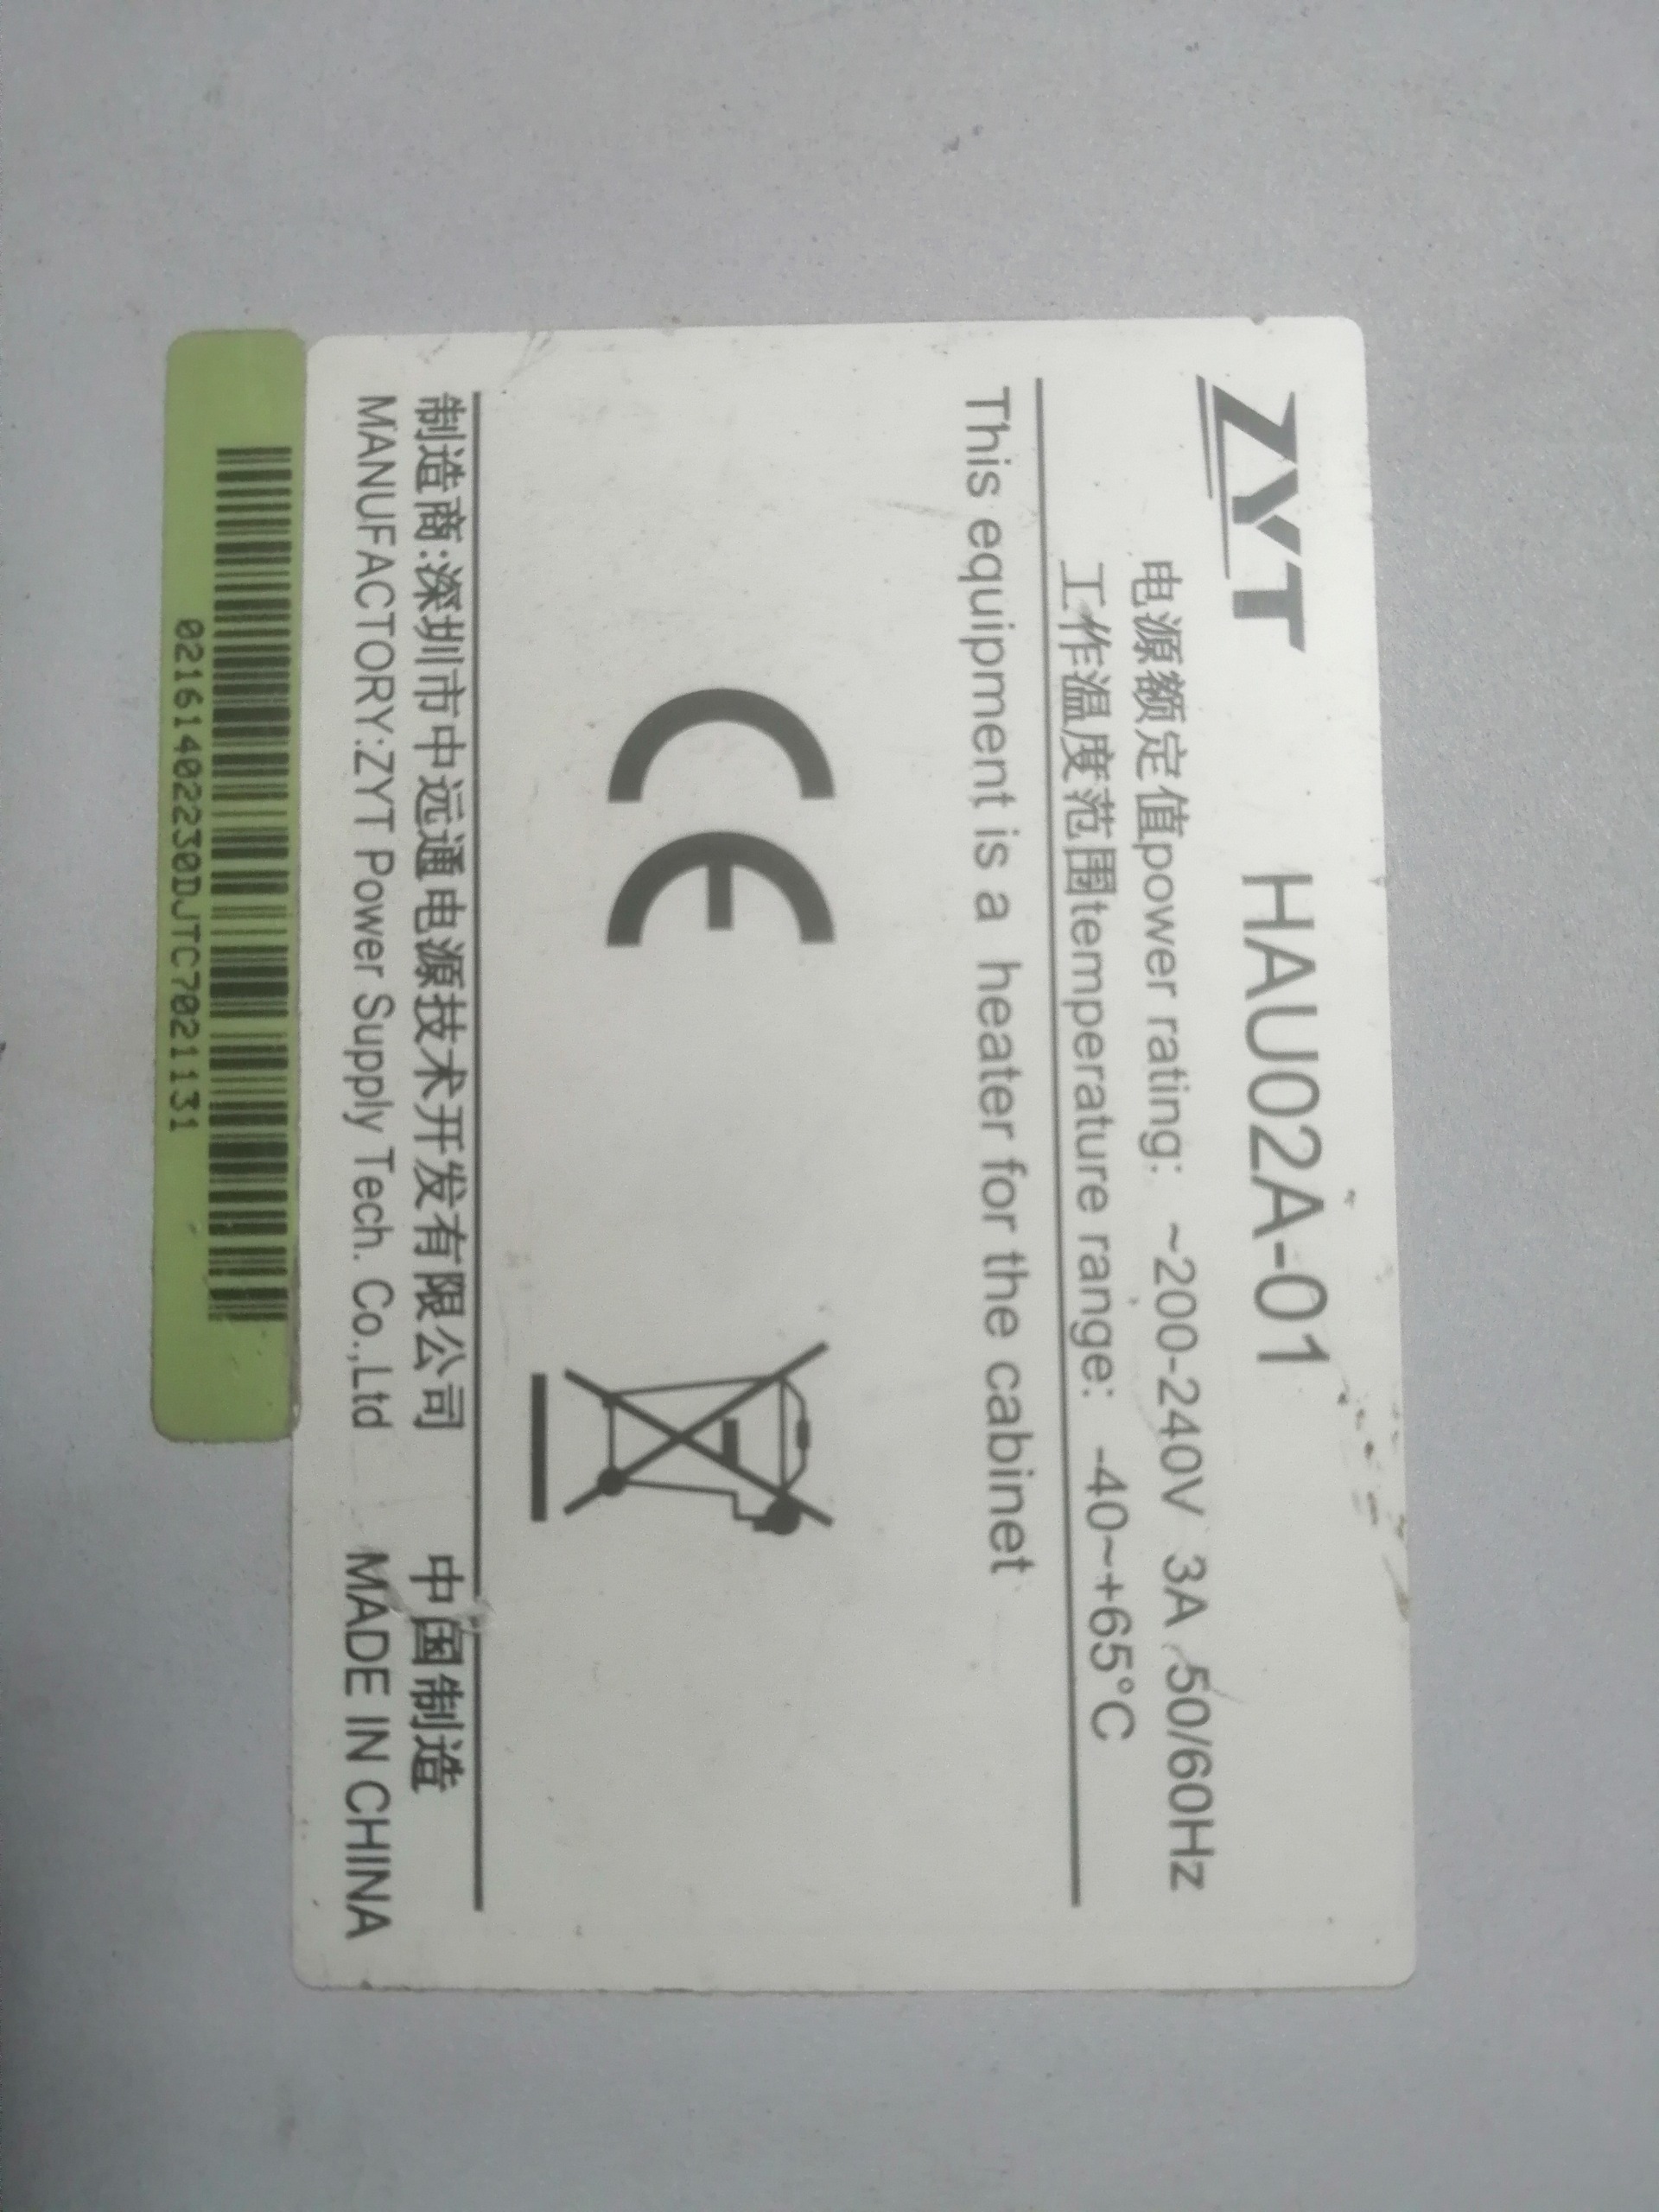 ZYT HAU02A-01
电源额定值power rating: ~200-240V 3A 50/60Hz
工作温度范围temperature range: -40~+65°C
This equipment is a heater for the cabinet
CE
制造商:深圳市中远通电源技术开发有限公司 中国制造
MANUFACTORY:ZYT Power Supply Tech. Co.,Ltd MADE IN CHINA
02161402230DJTC7021131